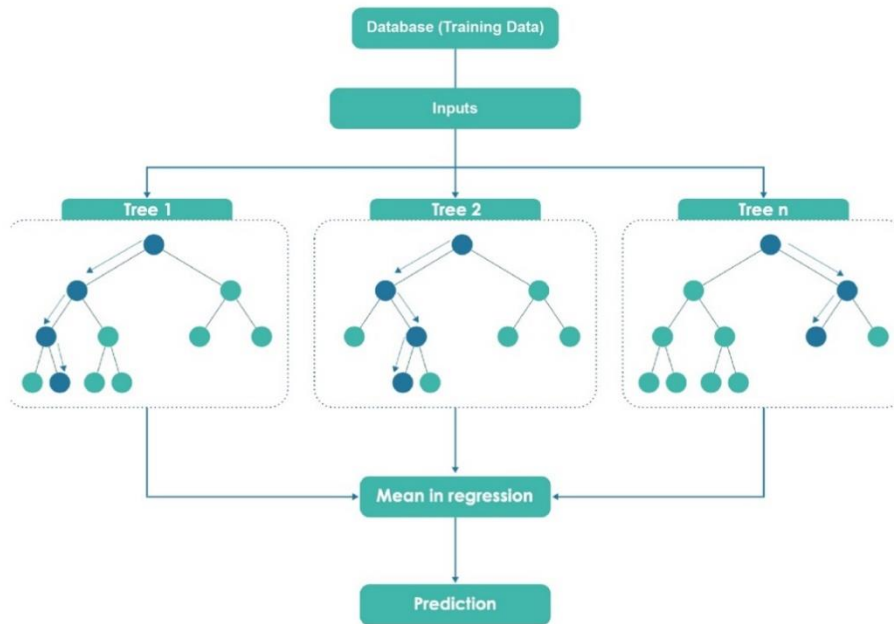 Database (Training Data)
Inputs
Tree 1
Tree 2
Tree n
Mean in regression
Prediction